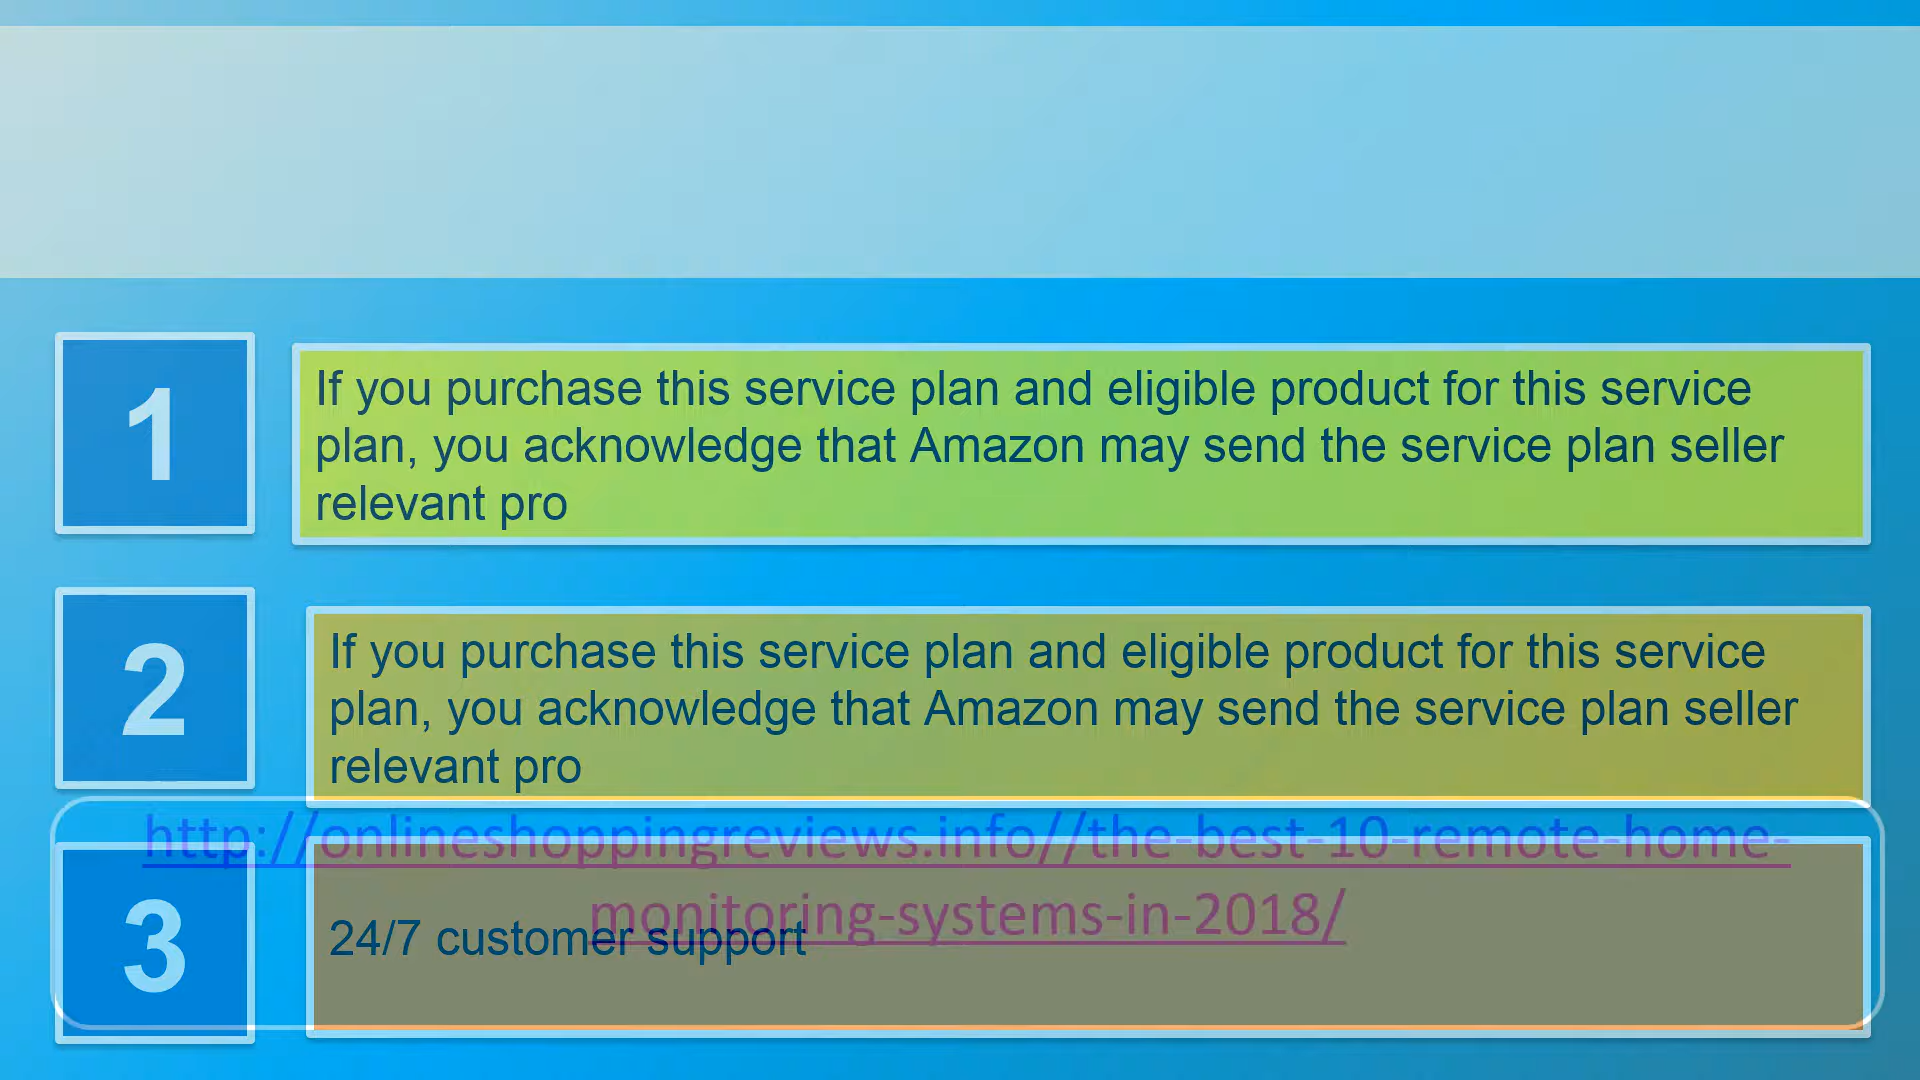 1
If you purchase this service plan and eligible product for this service
plan, you acknowledge that Amazon may send the service plan seller
relevant pro
2
If you purchase this service plan and eligible product for this service
plan, you acknowledge that Amazon may send the service plan seller
relevant pro
http://onlineshoppingreviews.info//the-best-10-remote-home-
monitoring-systems-in-2018/
3
24/7 customer support